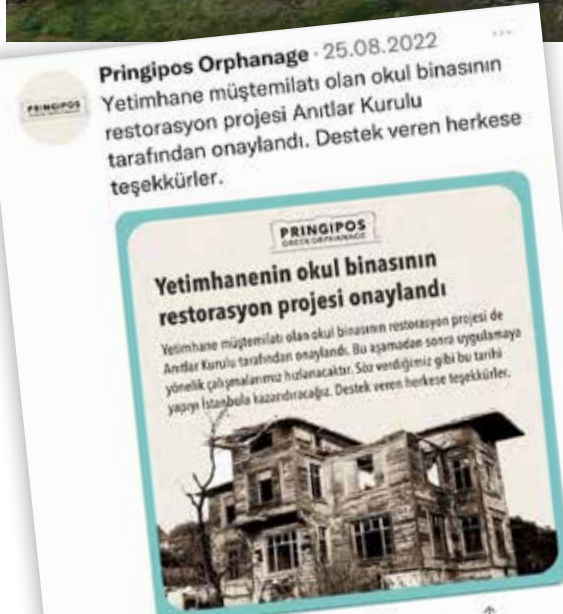 Pringipos Orphanage · 25.08.2022
PRINGIPOS
Yetimhane müştemilatı olan okul binasının
restorasyon projesi Anıtlar Kurulu
tarafından onaylandı. Destek veren herkese
teşekkürler.
PRINGIPOS
GREEK ORPHANAGE
Yetimhanenin okul binasının
restorasyon projesi onaylandı
Yetimhane müştemilatı olan okul binasının restorasyon projesi de
Anıtlar Kurulu tarafından onaylandı. Bu aşamadan sonra uygulamaya
yönelik çalışmalarımız hızlanacaktır. Söz verdiğimiz gibi bu tarihi
yapıyı İstanbula kazandıracağız. Destek veren herkese teşekkürler.